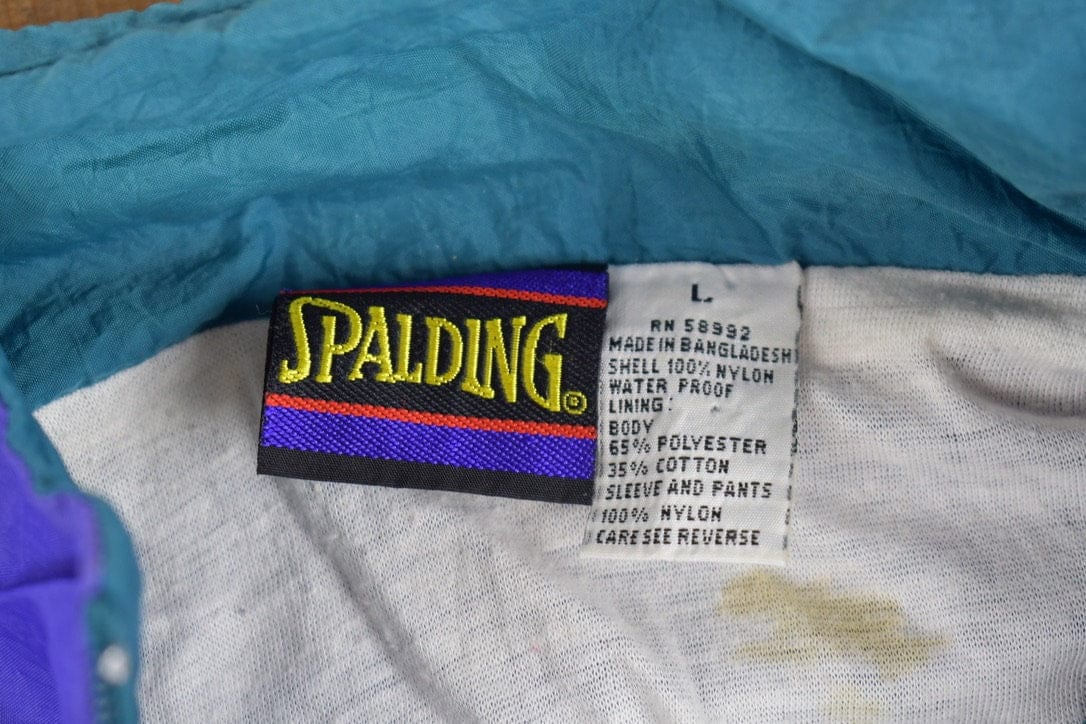 SPALDING®
L
RN 58992
MADE IN BANGLADESH
SHELL 100% NYLON
WATER PROOF
LINING:
BODY
65% POLYESTER
35% COTTON
SLEEVE AND PANTS
100% NYLON
CARE SEE REVERSE